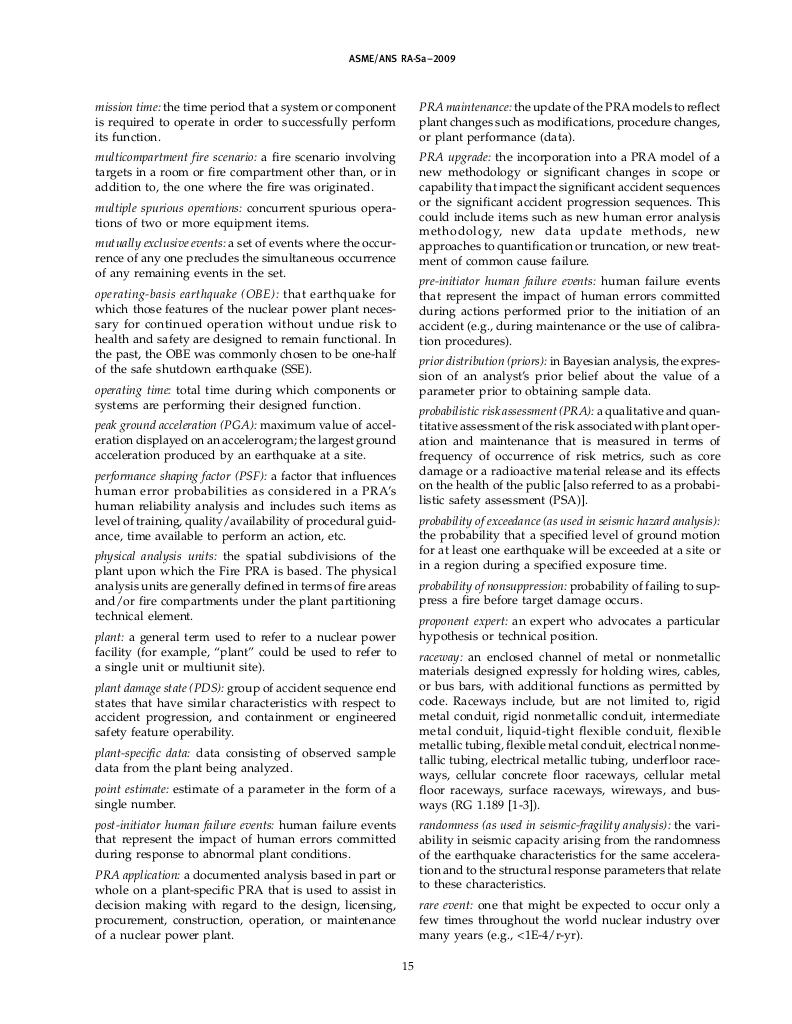 ASME/ANS RA-Sa–2009
mission time: the time period that a system or component
is required to operate in order to successfully perform
its function.
multicompartment fire scenario: a fire scenario involving
targets in a room or fire compartment other than, or in
addition to, the one where the fire was originated.
multiple spurious operations: concurrent spurious opera-
tions of two or more equipment items.
mutually exclusive events: a set of events where the occur-
rence of any one precludes the simultaneous occurrence
of any remaining events in the set.
operating-basis earthquake (OBE): that earthquake for
which those features of the nuclear power plant neces-
sary for continued operation without undue risk to
health and safety are designed to remain functional. In
the past, the OBE was commonly chosen to be one-half
of the safe shutdown earthquake (SSE).
operating time: total time during which components or
systems are performing their designed function.
peak ground acceleration (PGA): maximum value of accel-
eration displayed on an accelerogram; the largest ground
acceleration produced by an earthquake at a site.
performance shaping factor (PSF): a factor that influences
human error probabilities as considered in a PRA's
human reliability analysis and includes such items as
level of training, quality/availability of procedural guid-
ance, time available to perform an action, etc.
physical analysis units: the spatial subdivisions of the
plant upon which the Fire PRA is based. The physical
analysis units are generally defined in terms of fire areas
and/or fire compartments under the plant partitioning
technical element.
plant: a general term used to refer to a nuclear power
facility (for example, "plant" could be used to refer to
a single unit or multiunit site).
plant damage state (PDS): group of accident sequence end
states that have similar characteristics with respect to
accident progression, and containment or engineered
safety feature operability.
plant-specific data: data consisting of observed sample
data from the plant being analyzed.
point estimate: estimate of a parameter in the form of a
single number.
post-initiator human failure events: human failure events
that represent the impact of human errors committed
during response to abnormal plant conditions.
PRA application: a documented analysis based in part or
whole on a plant-specific PRA that is used to assist in
decision making with regard to the design, licensing,
procurement, construction, operation, or maintenance
of a nuclear power plant.
PRA maintenance: the update of the PRA models to reflect
plant changes such as modifications, procedure changes,
or plant performance (data).
PRA upgrade: the incorporation into a PRA model of a
new methodology or significant changes in scope or
capability that impact the significant accident sequences
or the significant accident progression sequences. This
could include items such as new human error analysis
methodology, new data update methods, new
approaches to quantification or truncation, or new treat-
ment of common cause failure.
pre-initiator human failure events: human failure events
that represent the impact of human errors committed
during actions performed prior to the initiation of an
accident (e.g., during maintenance or the use of calibra-
tion procedures).
prior distribution (priors): in Bayesian analysis, the expres-
sion of an analyst's prior belief about the value of a
parameter prior to obtaining sample data.
probabilistic risk assessment (PRA): a qualitative and quan-
titative assessment of the risk associated with plant oper-
ation and maintenance that is measured in terms of
frequency of occurrence of risk metrics, such as core
damage or a radioactive material release and its effects
on the health of the public [also referred to as a probabi-
listic safety assessment (PSA)].
probability of exceedance (as used in seismic hazard analysis):
the probability that a specified level of ground motion
for at least one earthquake will be exceeded at a site or
in a region during a specified exposure time.
probability of nonsuppression: probability of failing to sup-
press a fire before target damage occurs.
proponent expert: an expert who advocates a particular
hypothesis or technical position.
raceway: an enclosed channel of metal or nonmetallic
materials designed expressly for holding wires, cables,
or bus bars, with additional functions as permitted by
code. Raceways include, but are not limited to, rigid
metal conduit, rigid nonmetallic conduit, intermediate
metal conduit, liquid-tight flexible conduit, flexible
metallic tubing, flexible metal conduit, electrical nonme-
tallic tubing, electrical metallic tubing, underfloor race-
ways, cellular concrete floor raceways, cellular metal
floor raceways, surface raceways, wireways, and bus-
ways (RG 1.189 [1-3]).
randomness (as used in seismic-fragility analysis): the vari-
ability in seismic capacity arising from the randomness
of the earthquake characteristics for the same accelera-
tion and to the structural response parameters that relate
to these characteristics.
rare event: one that might be expected to occur only a
few times throughout the world nuclear industry over
many years (e.g., <1E-4/r-yr).
15